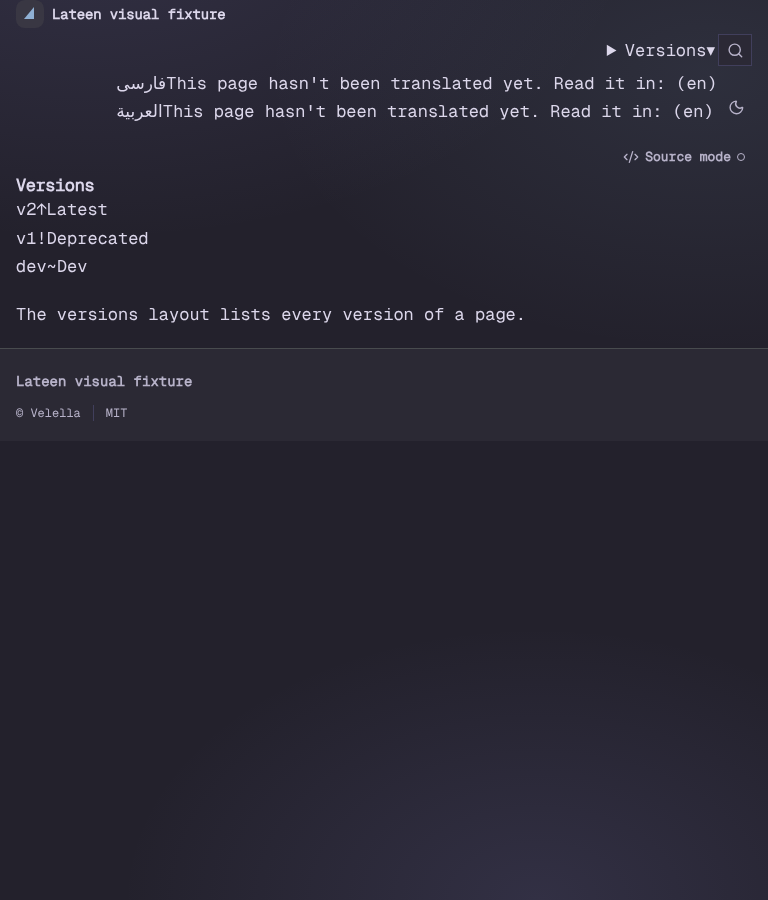 Lateen visual fixture
▶ Versions▾
فارسیThis page hasn't been translated yet. Read it in: (en)
العربيةThis page hasn't been translated yet. Read it in: (en)
Source mode
Versions
v2↑Latest
v1!Deprecated
dev~Dev
The versions layout lists every version of a page.
Lateen visual fixture
© Velella
MIT